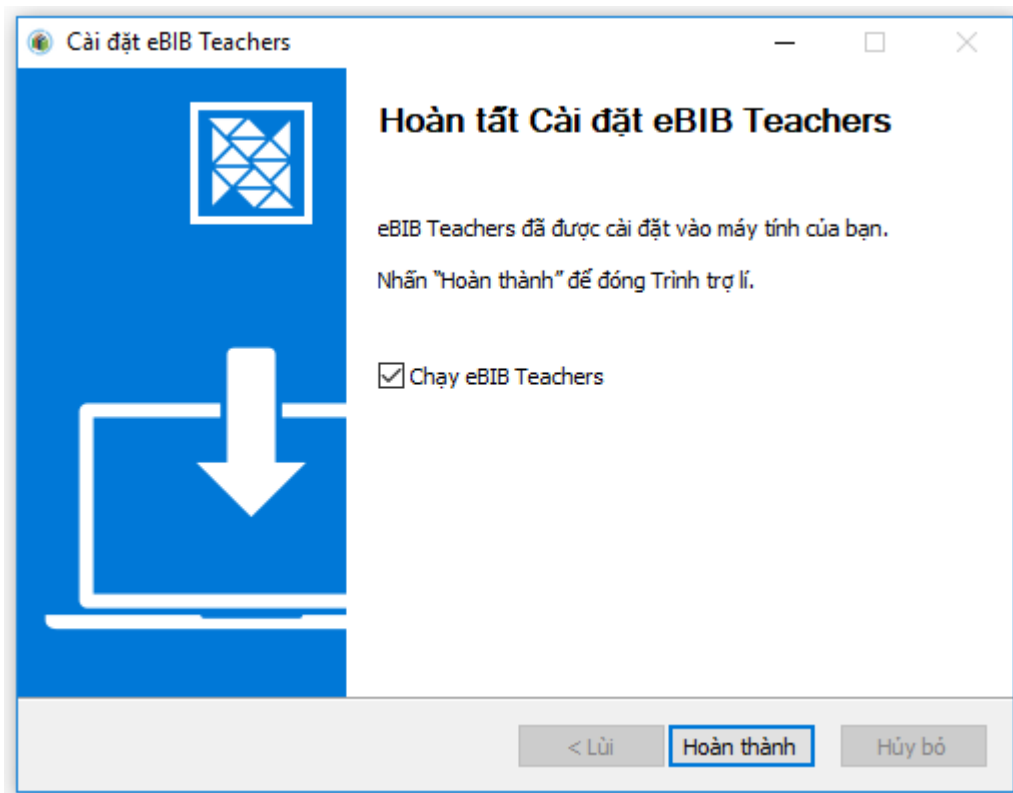 Cài đặt eBIB Teachers
Hoàn tất Cài đặt eBIB Teachers
eBIB Teachers đã được cài đặt vào máy tính của bạn.
Nhấn “Hoàn thành” để đóng Trình trợ lí.
Chạy eBIB Teachers
< Lùi Hoàn thành Hủy bỏ